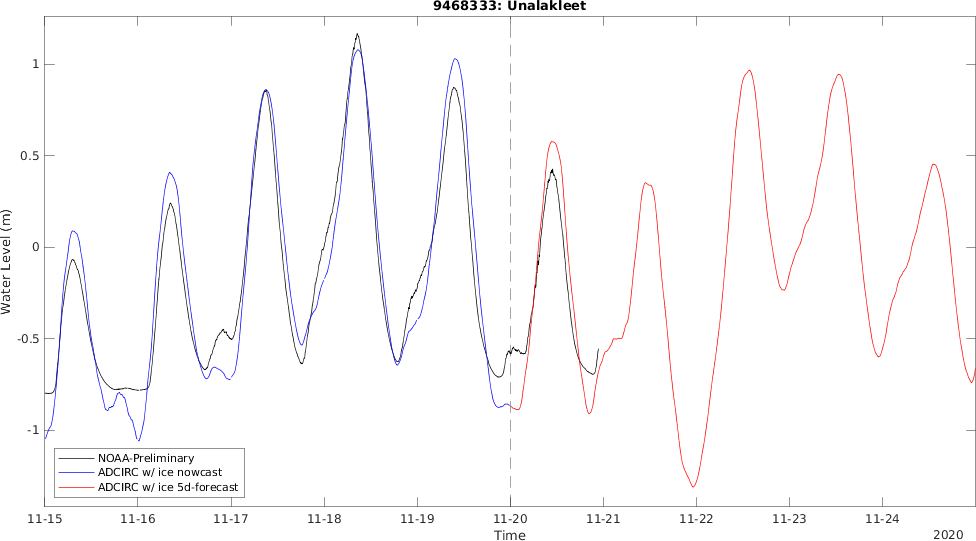 9468333: Unalakleet
Water Level (m)
1
0.5
0
-0.5
-1
NOAA-Preliminary
ADCIRC w/ ice nowcast
ADCIRC w/ ice 5d-forecast
11-15 11-16 11-17 11-18 11-19 11-20 11-21 11-22 11-23 11-24
Time
2020